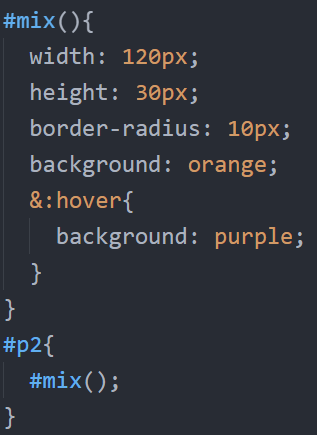 #mix(){
  width: 120px;
  height: 30px;
  border-radius: 10px;
  background: orange;
  &:hover{
    background: purple;
  }
}
#p2{
  #mix();
}